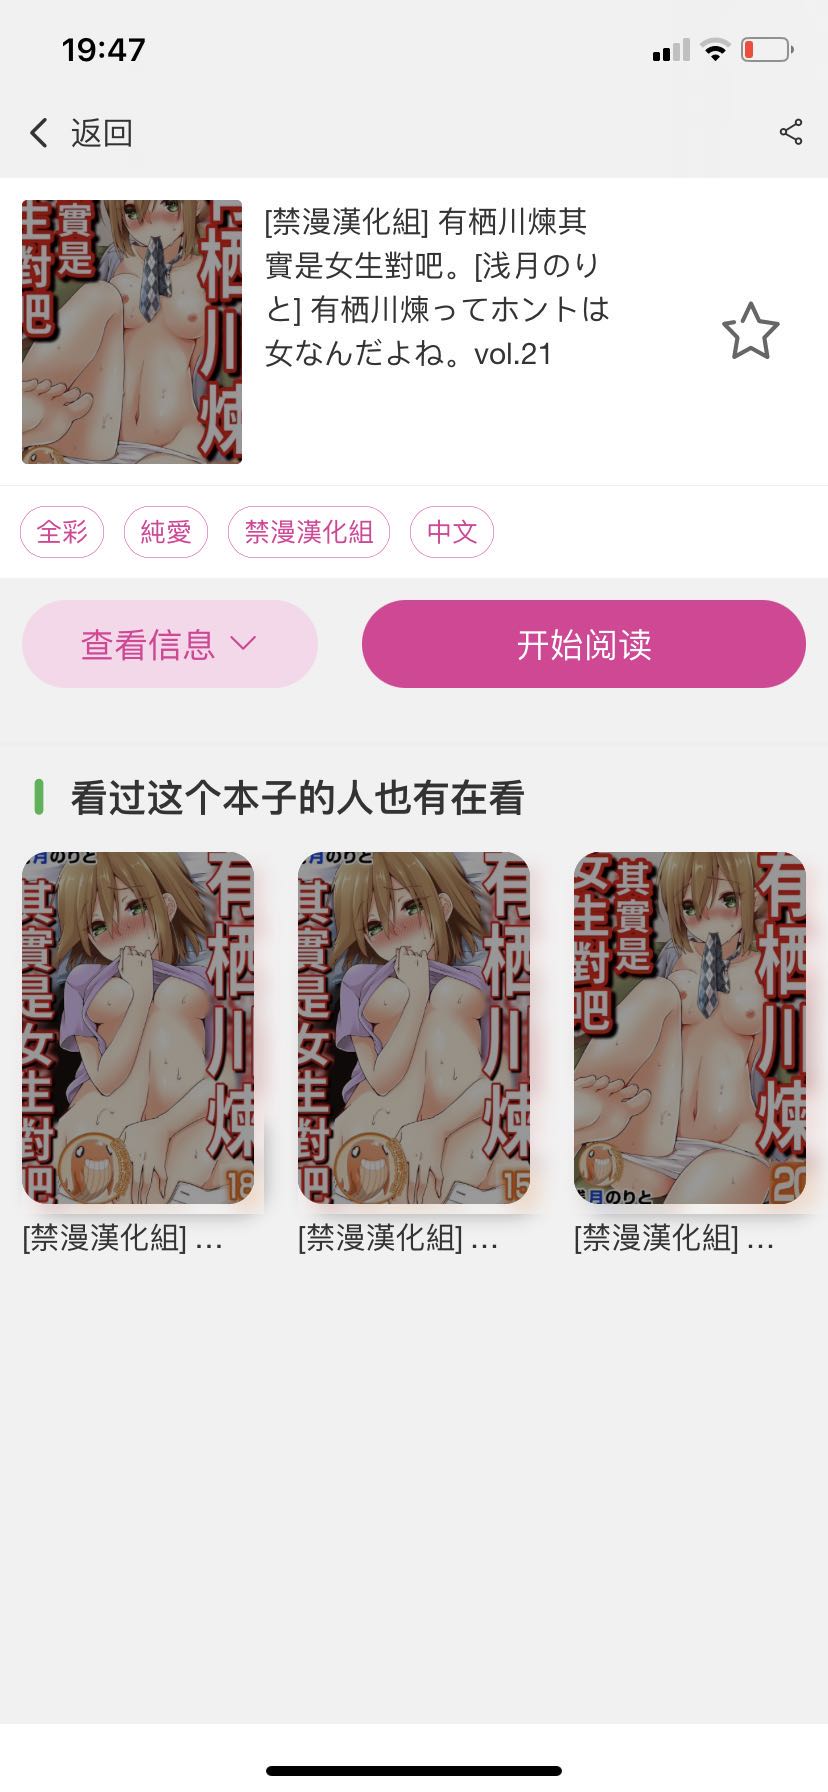 19:47
返回
實是
生對吧
有栖川煉
[禁漫漢化組] 有栖川煉其
實是女生對吧。[浅月のり
と] 有栖川煉ってホントは
女なんだよね。vol.21
全彩
純愛
禁漫漢化組
中文
查看信息
开始阅读
看过这个本子的人也有在看
月のりと
有栖川煉
其實是女生對吧
18
[禁漫漢化組] …
月のりと
有栖川煉
其實是女生對吧
15
[禁漫漢化組] …
有栖川煉
其實是
女生對吧
浅月のりと
20
[禁漫漢化組] …